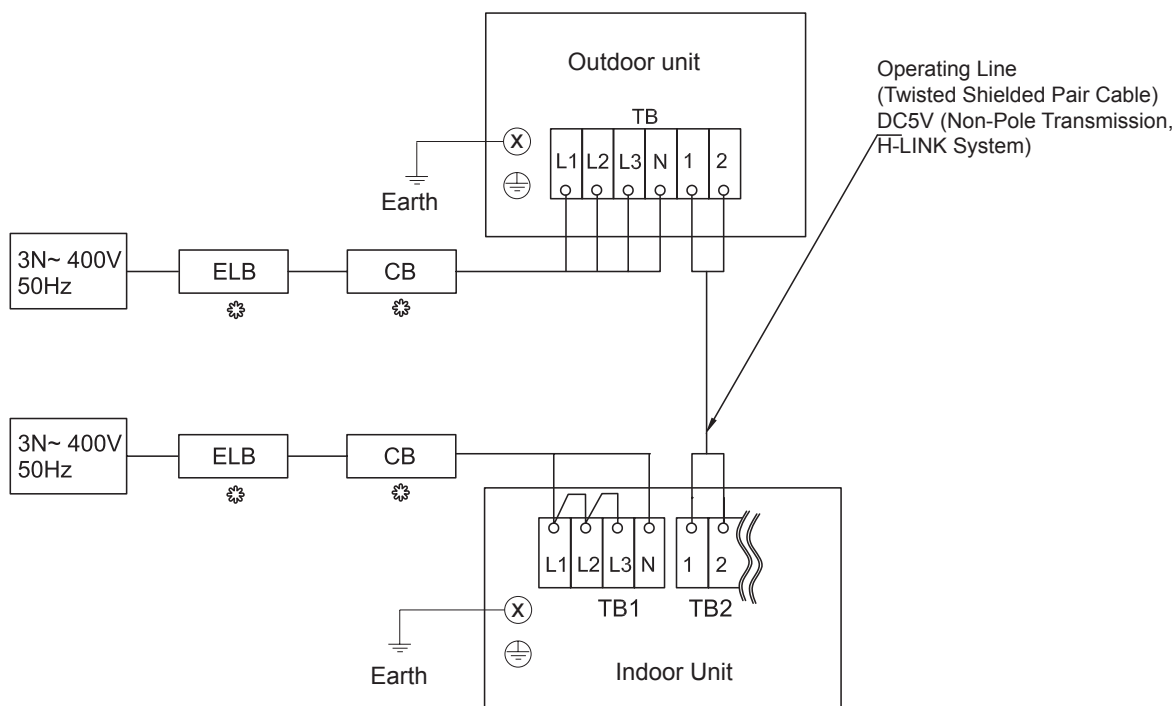 Outdoor unit
Operating Line
(Twisted Shielded Pair Cable)
DC5V (Non-Pole Transmission,
H-LINK System)
TB
X
L1 L2 L3 N 1 2
Earth
3N~ 400V
50Hz
ELB
CB
3N~ 400V
50Hz
ELB
CB
L1 L2 L3 N 1 2
TB1 TB2
X
Earth
Indoor Unit